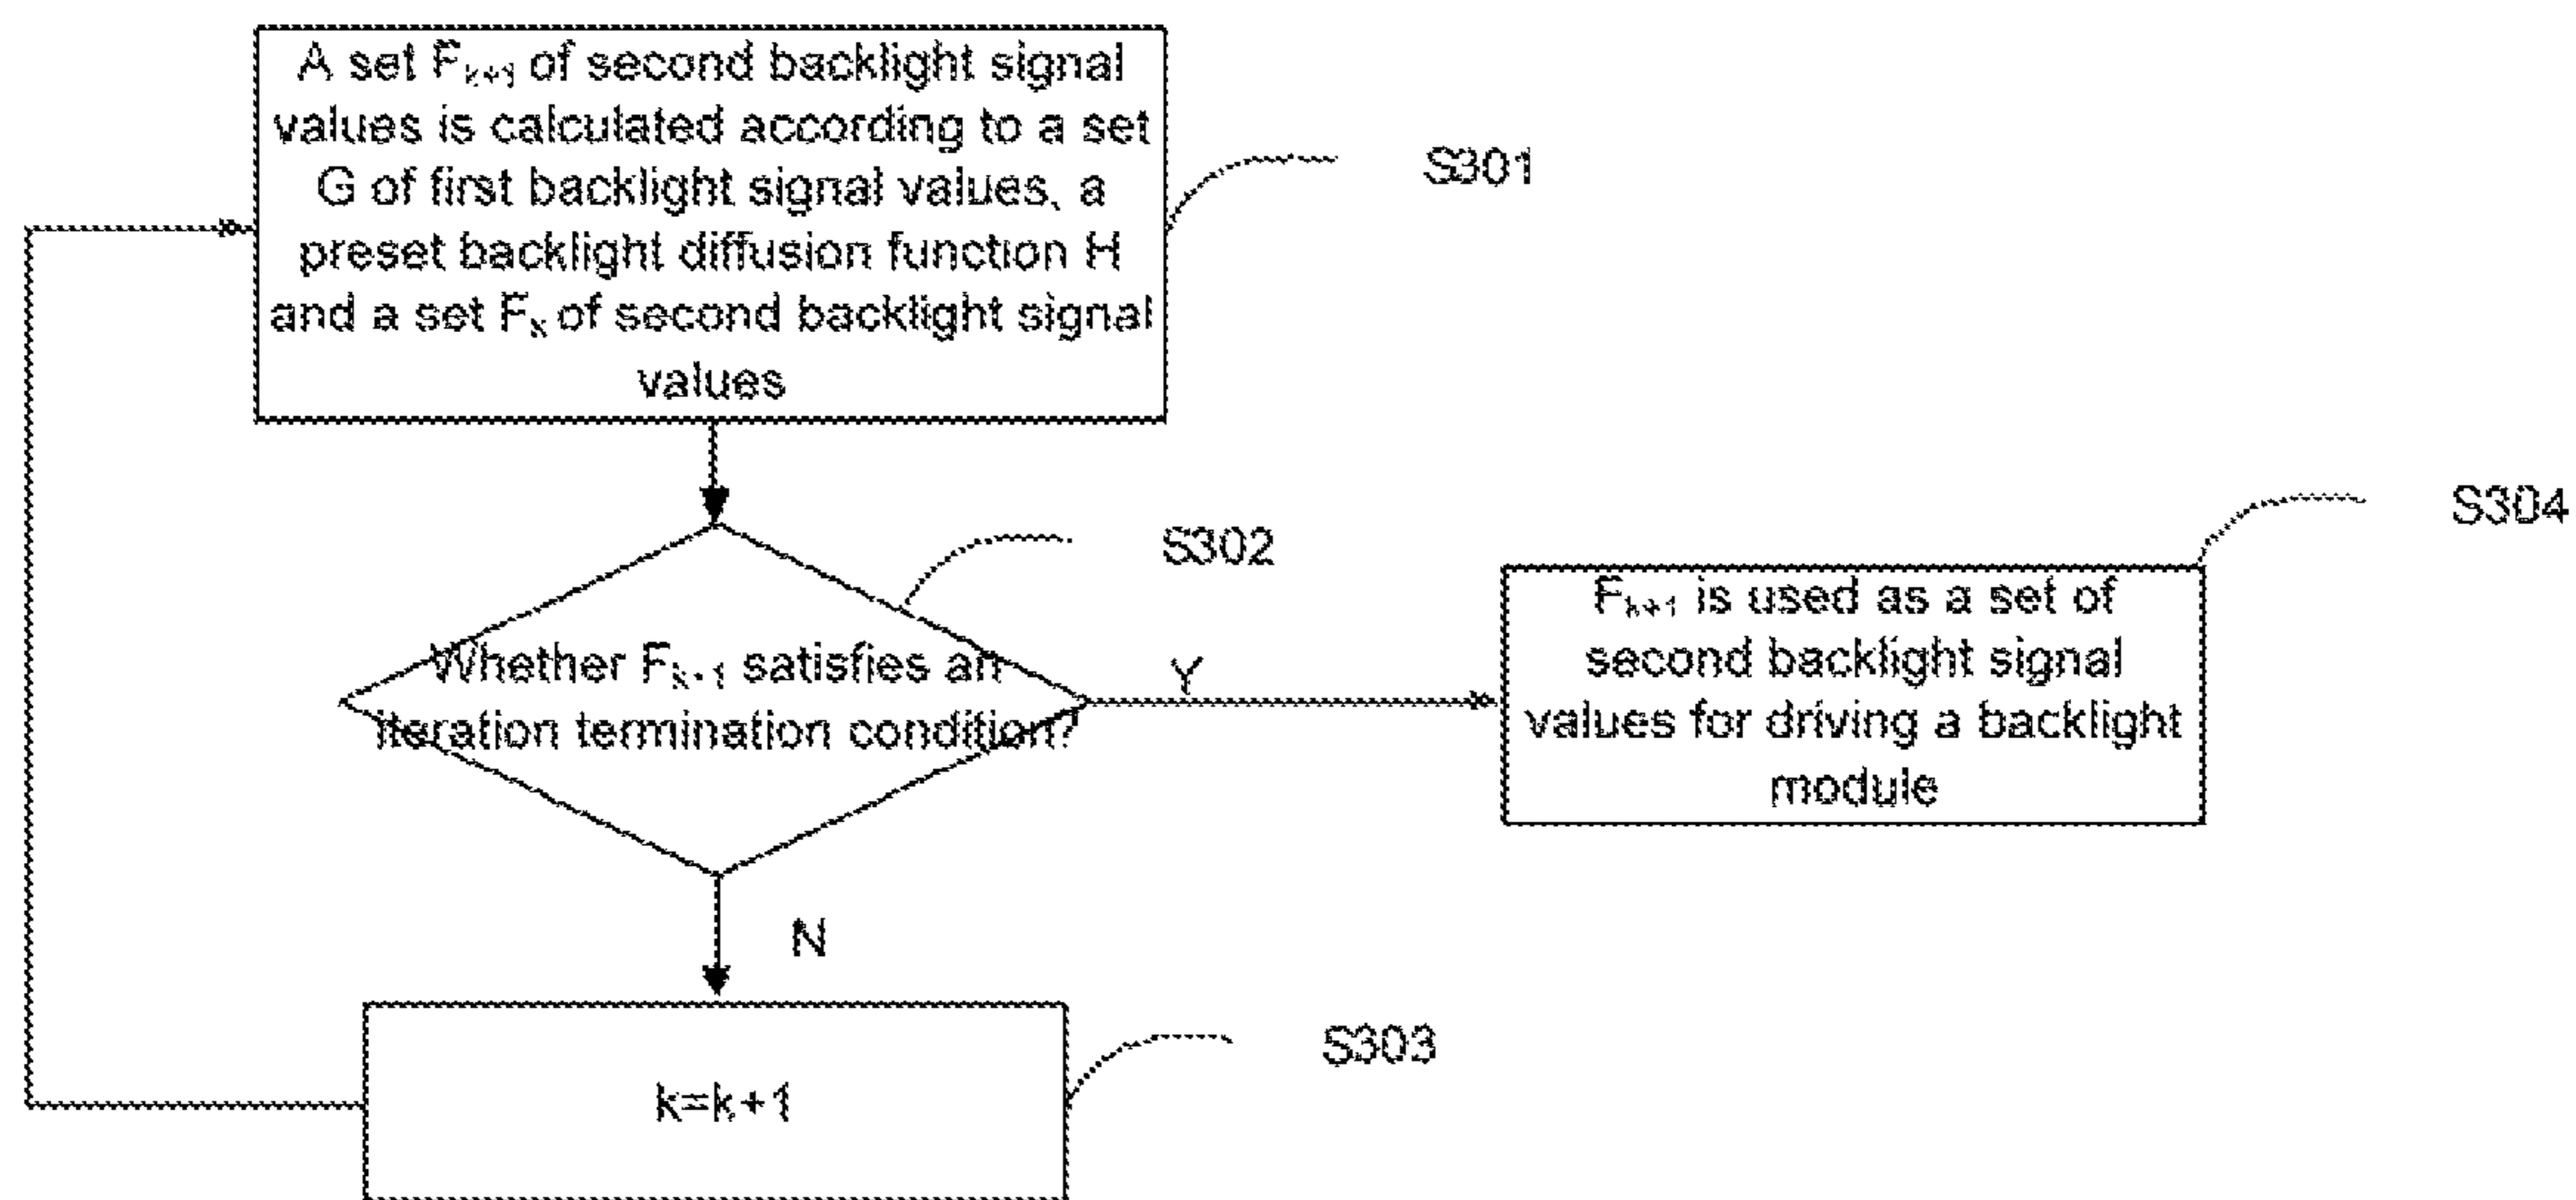 A set Fk+1 of second backlight signal
values is calculated according to a set
G of first backlight signal values, a
preset backlight diffusion function H
and a set Fk of second backlight signal
values
S301
S302
Whether Fk+1 satisfies an
iteration termination condition?
Y
S304
Fk+1 is used as a set of
second backlight signal
values for driving a backlight
module
N
S303
k=k+1